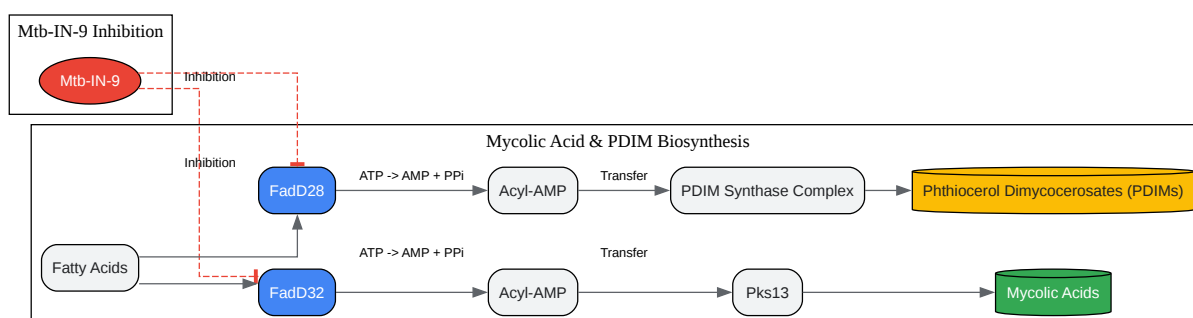 Mtb-IN-9 Inhibition
Mtb-IN-9
Inhibition
Mycolic Acid & PDIM Biosynthesis
Inhibition
FadD28
ATP -> AMP + PPi
Acyl-AMP
Transfer
PDIM Synthase Complex
Phthiocerol Dimycocerosates (PDIMs)
Fatty Acids
FadD32
ATP -> AMP + PPi
Acyl-AMP
Transfer
Pks13
Mycolic Acids